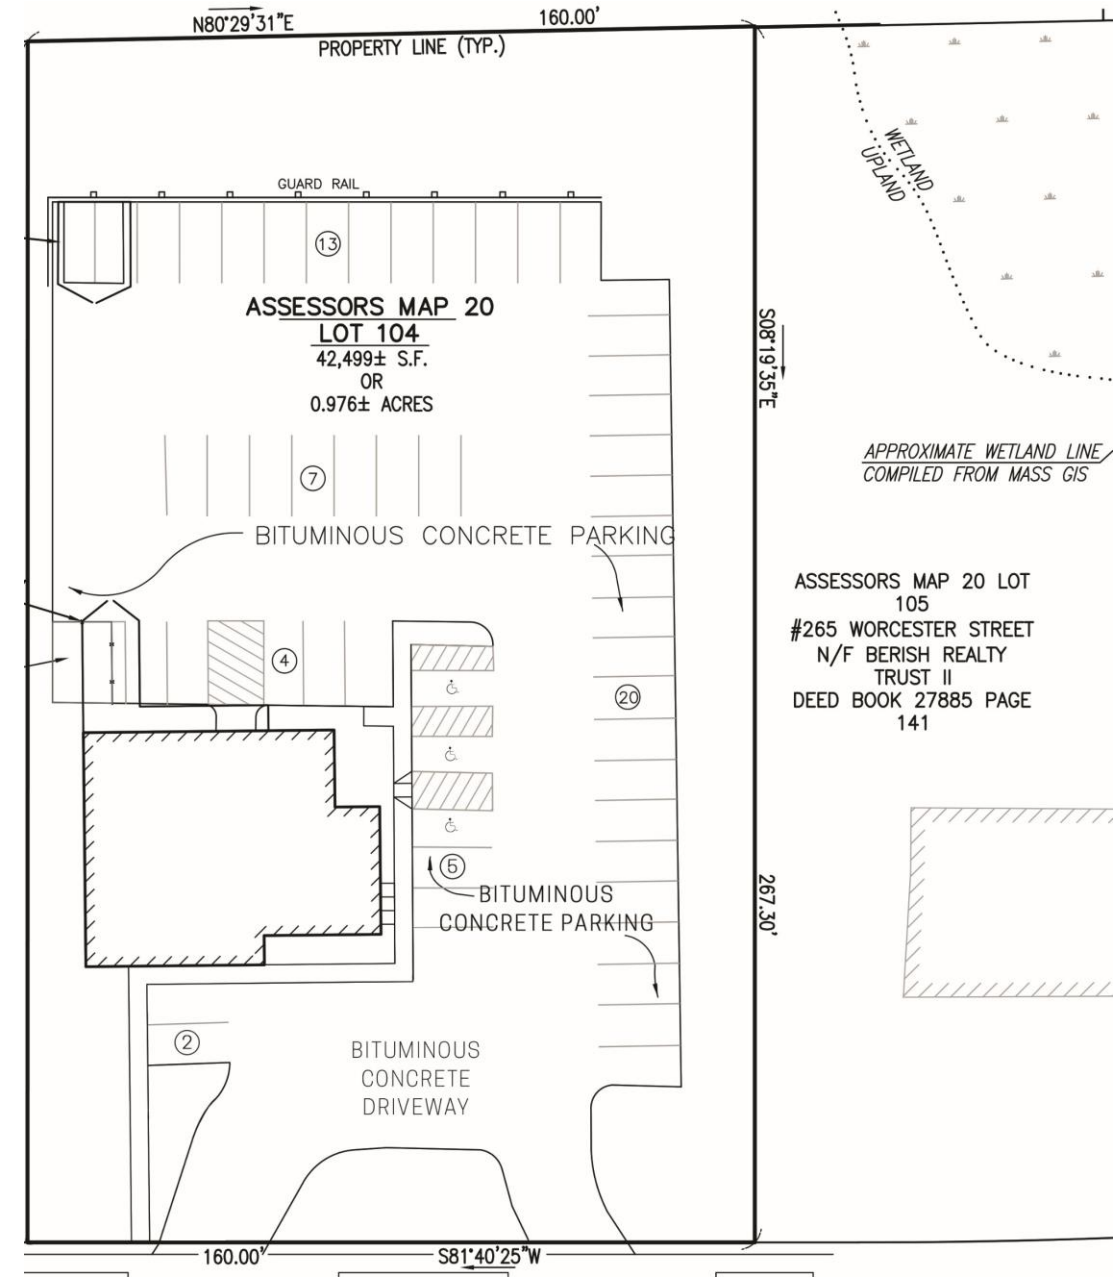 N80°29'31"E
160.00'
PROPERTY LINE (TYP.)
WETLAND
UPLAND
GUARD RAIL
13
ASSESSORS MAP 20
LOT 104
42,499± S.F.
OR
0.976± ACRES
S08°19'35"E
APPROXIMATE WETLAND LINE
COMPILED FROM MASS GIS
7
BITUMINOUS CONCRETE PARKING
ASSESSORS MAP 20 LOT
105
#265 WORCESTER STREET
N/F BERISH REALTY
TRUST II
DEED BOOK 27885 PAGE
141
4
20
5
BITUMINOUS
CONCRETE PARKING
267.30'
2
BITUMINOUS
CONCRETE
DRIVEWAY
160.00'
S81°40'25"W